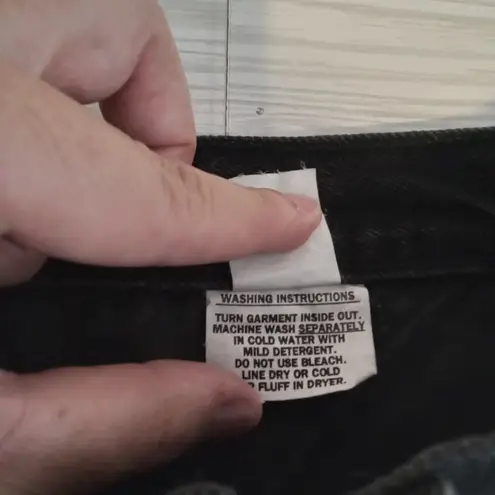 WASHING INSTRUCTIONS
TURN GARMENT INSIDE OUT.
MACHINE WASH SEPARATELY
IN COLD WATER WITH
MILD DETERGENT.
DO NOT USE BLEACH.
LINE DRY OR COLD
FLUFF IN DRYER.